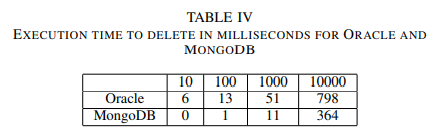 TABLE IV
EXECUTION TIME TO DELETE IN MILLISECONDS FOR ORACLE AND
MONGODB
10 100 1000 10000
Oracle 6 13 51 798
MongoDB 0 1 11 364